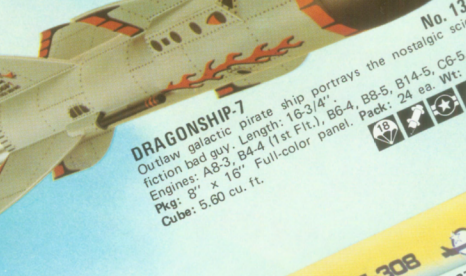 No. 13
DRAGONSHIP-7
Outlaw galactic pirate ship portrays the nostalgic sci
fiction bad guy. Length: 16-3/4".
Engines: A8-3, B4-4 (1st Flt.), B6-4, B8-5, B14-5, C6-5
Pkg: 8" x 16" Full-color panel. Pack: 24 ea. Wt:
Cube: 5.60 cu. ft.
18
308